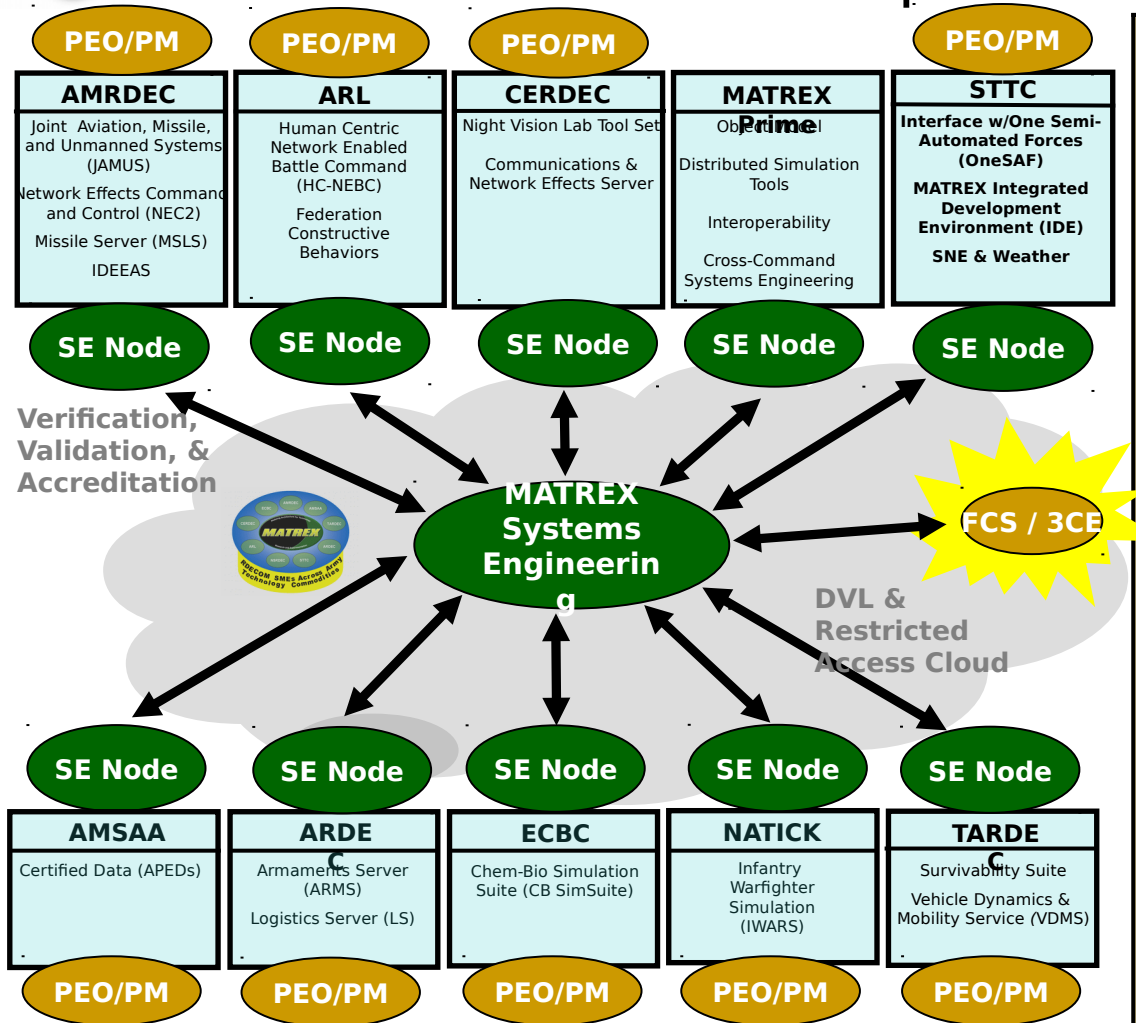 PEO/PM
PEO/PM
PEO/PM
PEO/PM
AMRDEC
Joint Aviation, Missile,
and Unmanned Systems
(JAMUS)
Network Effects Command
and Control (NEC2)
Missile Server (MSLS)
IDEEAS
ARL
Human Centric
Network Enabled
Battle Command
(HC-NEBC)
Federation
Constructive
Behaviors
CERDEC
Night Vision Lab Tool Set
Communications &
Network Effects Server
MATREX
Prime
Object Model
Distributed Simulation
Tools
Interoperability
Cross-Command
Systems Engineering
STTC
Interface w/One Semi-
Automated Forces
(OneSAF)
MATREX Integrated
Development
Environment (IDE)
SNE & Weather
SE Node
SE Node
SE Node
SE Node
SE Node
Verification,
Validation, &
Accreditation
MATREX
RDECOM SMEs Across Army
Technology Commodities
MATREX
Systems
Engineerin
g
FCS / 3CE
DVL &
Restricted
Access Cloud
SE Node
SE Node
SE Node
SE Node
SE Node
AMSAA
Certified Data (APEDs)
ARDE
C
Armaments Server
(ARMS)
Logistics Server (LS)
ECBC
Chem-Bio Simulation
Suite (CB SimSuite)
NATICK
Infantry
Warfighter
Simulation
(IWARS)
TARDE
C
Survivability Suite
Vehicle Dynamics &
Mobility Service (VDMS)
PEO/PM
PEO/PM
PEO/PM
PEO/PM
PEO/PM